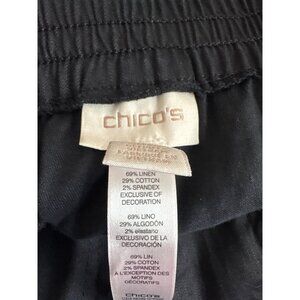 chico's
69% LINEN
29% COTTON
2% SPANDEX
EXCLUSIVE OF
DECORATION
69% LINO
29% ALGODÓN
2% elastano
EXCLUSIVO DE LA
DECORACIÓN
69% LIN
29% COTON
2% SPANDEX
A L'EXCEPTION DES
MOTIFS
DÉCORATIFS
chico's